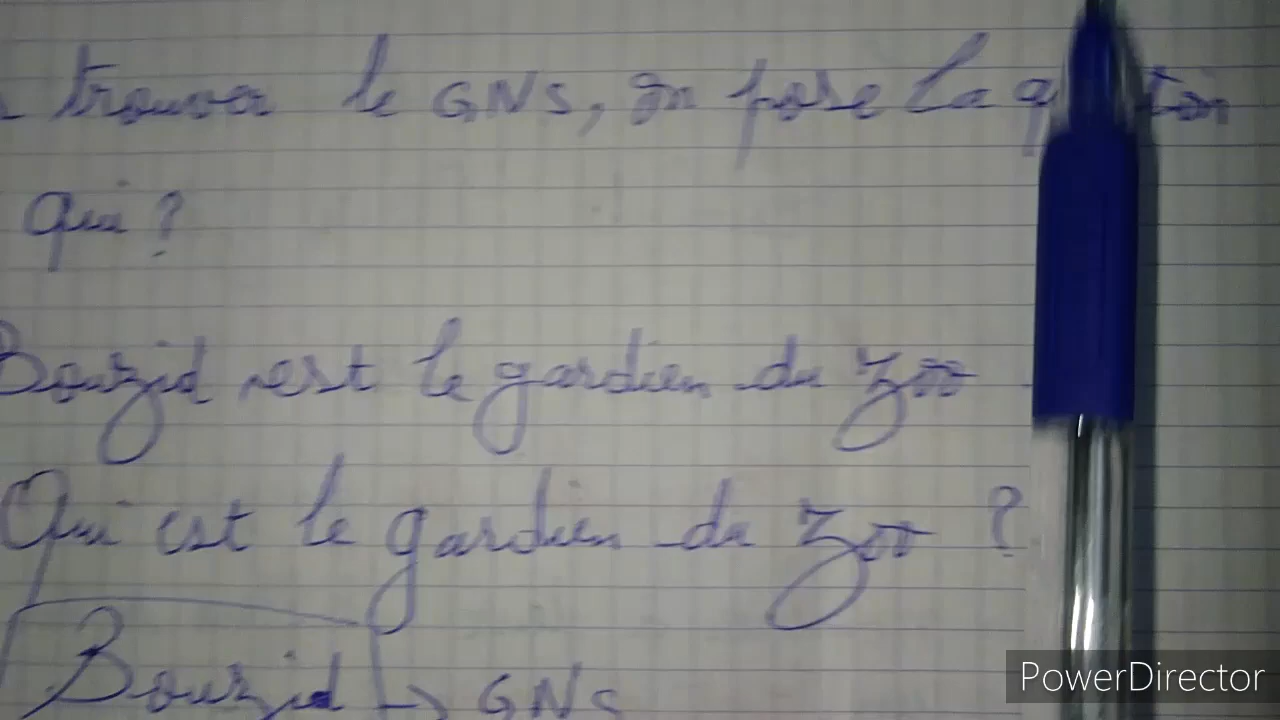 trouver le GNS, on pose la
qui ?
Bouzid est le gardien du zoo
Qui est le gardien du zoo ?
Bouzid → GNS
PowerDirector